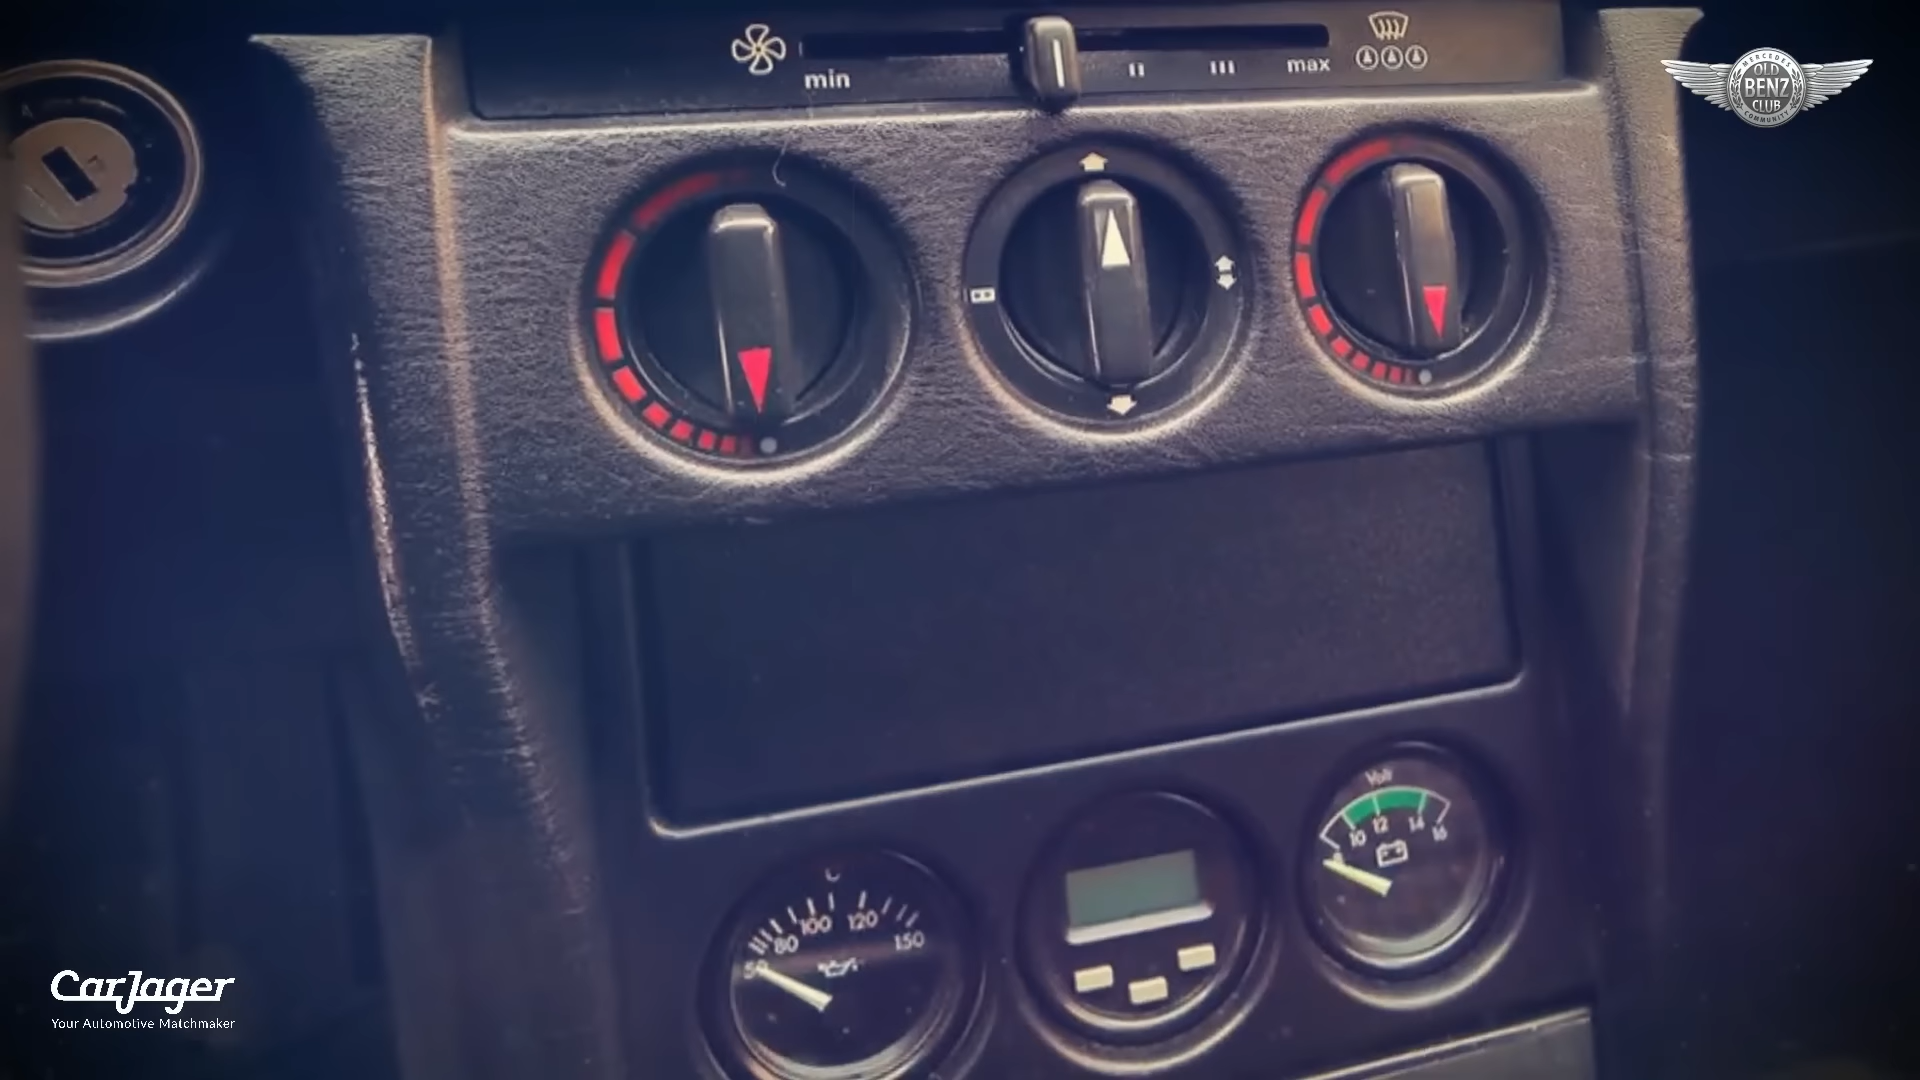 min
II
III
max
MERCEDES
OLD
BENZ
CLUB
COMMUNITY
Volt
10
12
14
16
50
80
100
120
150
CarJager
Your Automotive Matchmaker